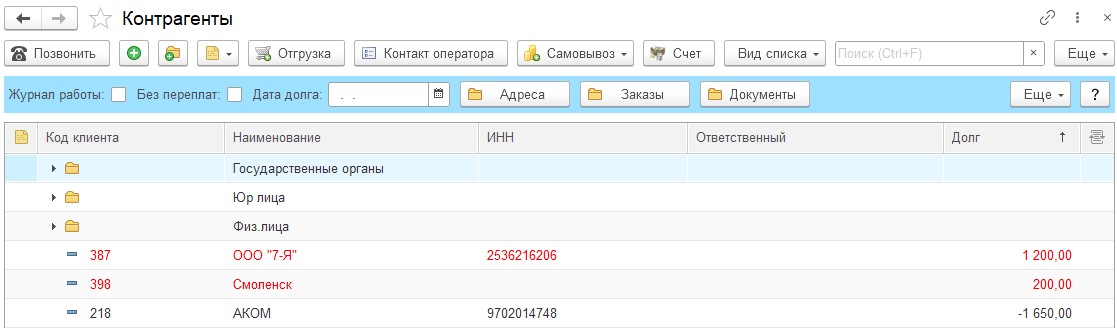 Контрагенты
Позвонить Отгрузка Контакт оператора Самовывоз Счет Вид списка Поиск (Ctrl+F) × Еще
Журнал работы: Без переплат: Дата долга: . . Адреса Заказы Документы Еще ?
Код клиента Наименование ИНН Ответственный Долг ↑
Государственные органы
Юр лица
Физ.лица
387 ООО "7-Я" 2536216206 1 200,00
398 Смоленск 200,00
218 АКОМ 9702014748 -1 650,00